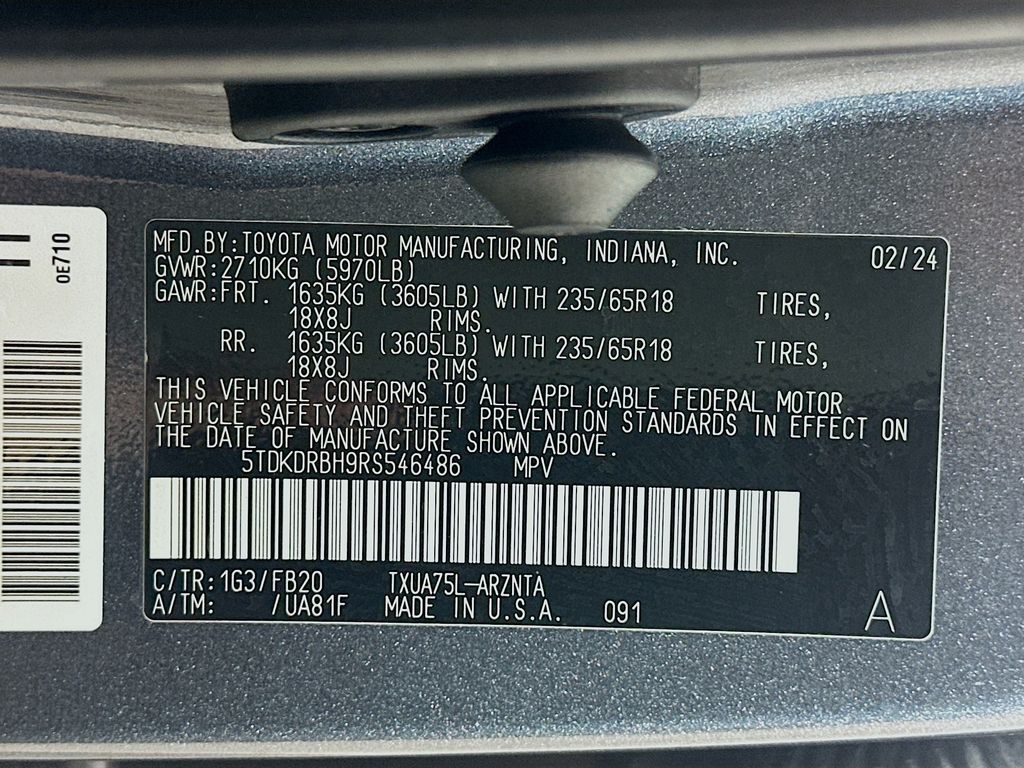 0E710
MFD.BY:TOYOTA MOTOR MANUFACTURING, INDIANA, INC. 02/24
GVWR:2710KG (5970LB)
GAWR:FRT. 1635KG (3605LB) WITH 235/65R18 TIRES,
18X8J RIMS.
RR. 1635KG (3605LB) WITH 235/65R18 TIRES,
18X8J RIMS.
THIS VEHICLE CONFORMS TO ALL APPLICABLE FEDERAL MOTOR
VEHICLE SAFETY AND THEFT PREVENTION STANDARDS IN EFFECT ON
THE DATE OF MANUFACTURE SHOWN ABOVE.
5TDKDRBH9RS546486 MPV
C/TR:1G3/FB20 TXUA75L-ARZNTA
A/TM: /UA81F MADE IN U.S.A. 091 A